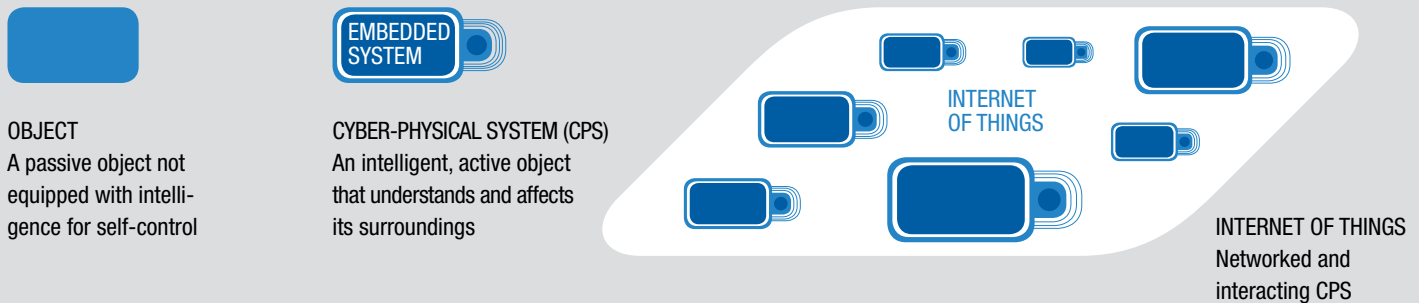 OBJECT
A passive object not
equipped with intelli-
gence for self-control
EMBEDDED
SYSTEM
CYBER-PHYSICAL SYSTEM (CPS)
An intelligent, active object
that understands and affects
its surroundings
INTERNET
OF THINGS
INTERNET OF THINGS
Networked and
interacting CPS